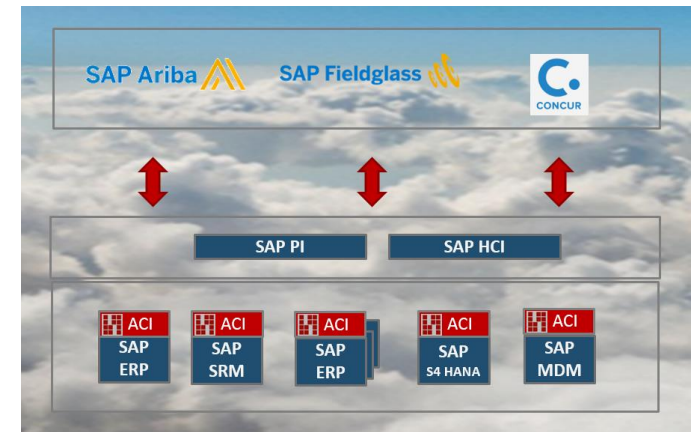 SAP Ariba
SAP Fieldglass
C.
CONCUR
SAP PI
SAP HCI
ACI
SAP
ERP
ACI
SAP
SRM
ACI
SAP
ERP
ACI
SAP
S4 HANA
ACI
SAP
MDM